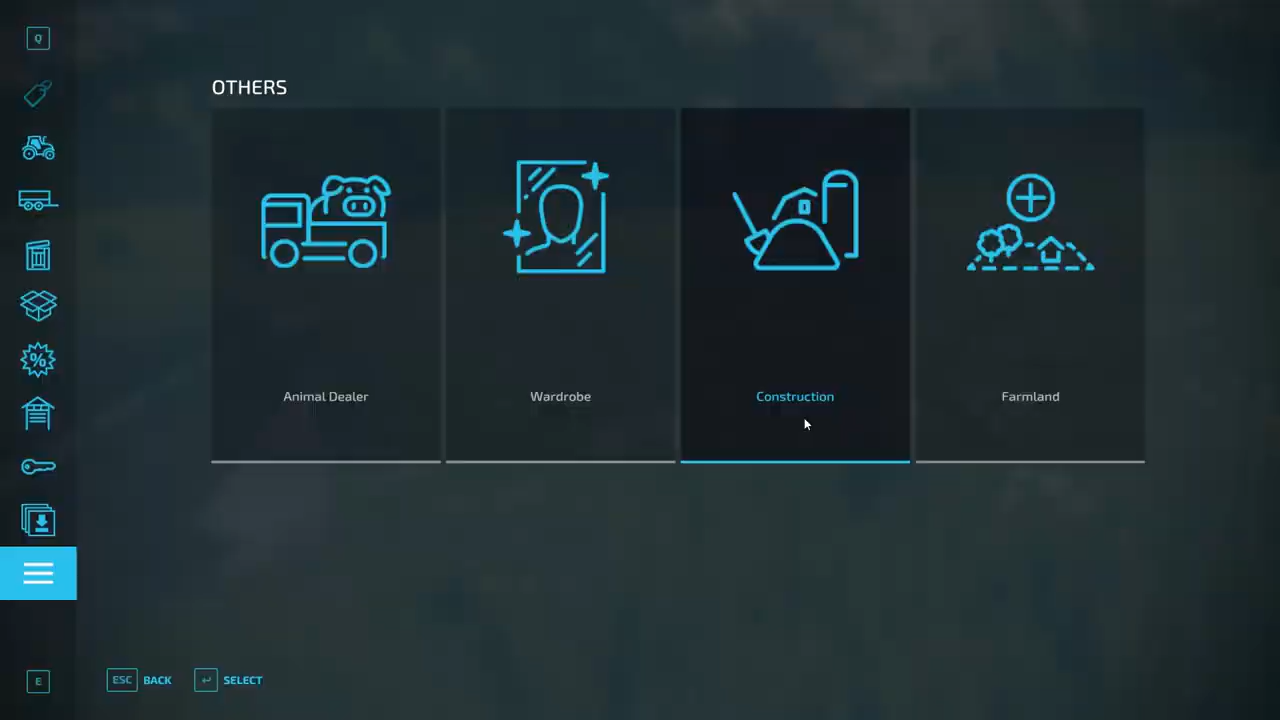 Q
OTHERS
%
Animal Dealer
Wardrobe
Construction
Farmland
E
ESC BACK
SELECT